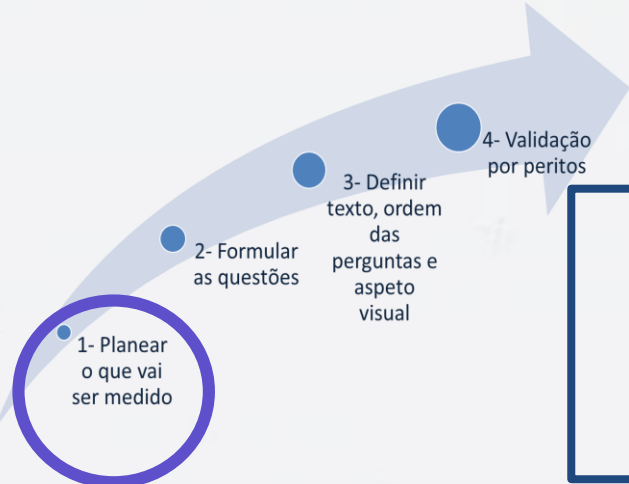 1- Planear
o que vai
ser medido
2- Formular
as questões
3- Definir
texto, ordem
das
perguntas e
aspeto
visual
4- Validação
por peritos